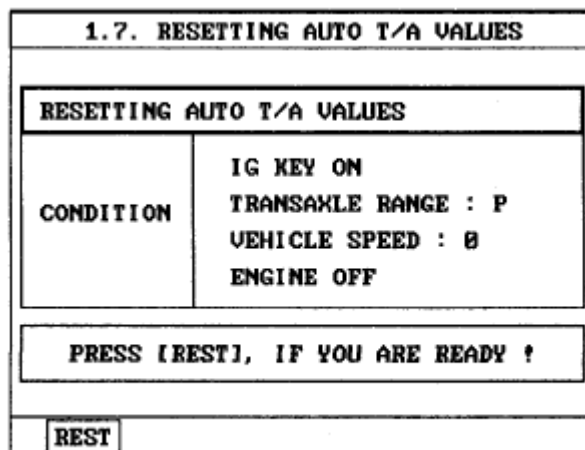 1.7. RESETTING AUTO T/A VALUES
RESETTING AUTO T/A VALUES
CONDITION
IG KEY ON
TRANSAXLE RANGE : P
VEHICLE SPEED : 0
ENGINE OFF
PRESS [REST], IF YOU ARE READY !
REST